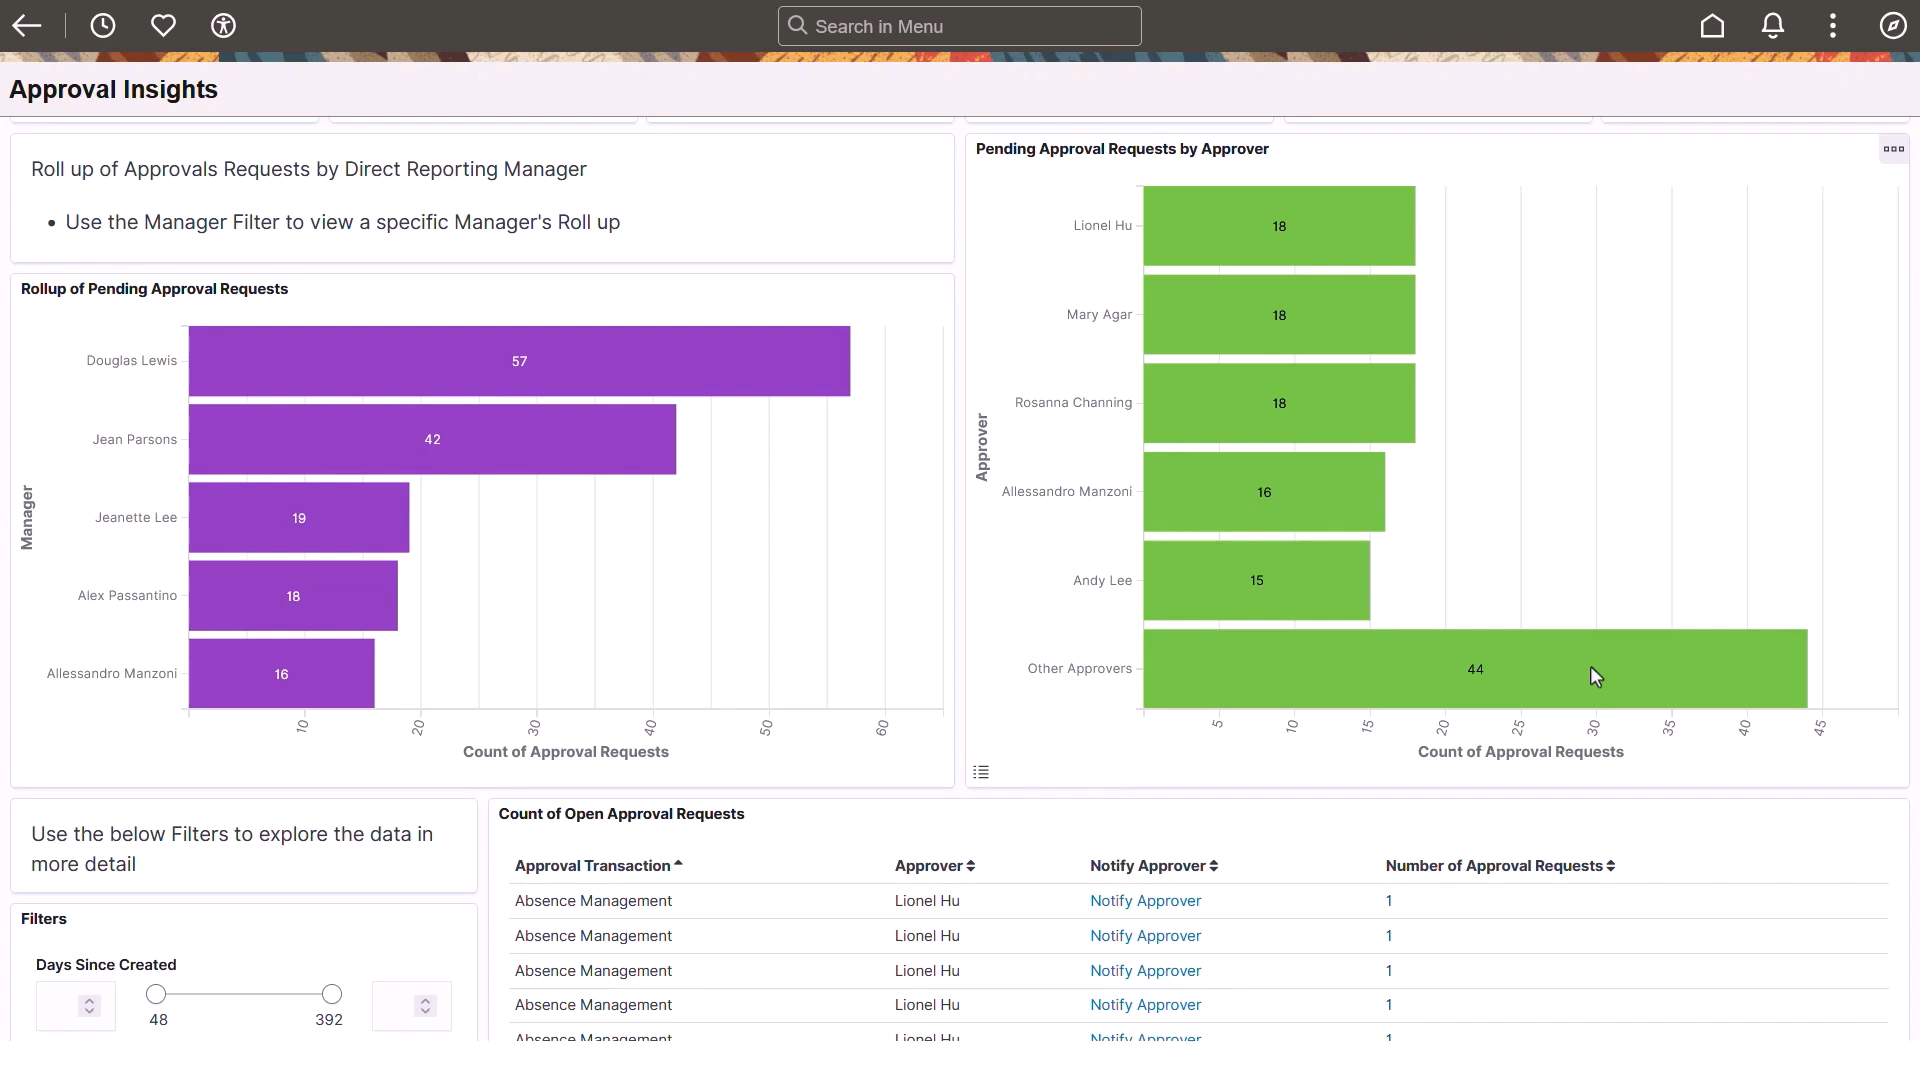 Search in Menu
Approval Insights
Roll up of Approvals Requests by Direct Reporting Manager
• Use the Manager Filter to view a specific Manager's Roll up
Rollup of Pending Approval Requests
Manager
Douglas Lewis 57
Jean Parsons 42
Jeanette Lee 19
Alex Passantino 18
Allessandro Manzoni 16
10 20 30 40 50 60
Count of Approval Requests
Pending Approval Requests by Approver
Approver
Lionel Hu 18
Mary Agar 18
Rosanna Channing 18
Allessandro Manzoni 16
Andy Lee 15
Other Approvers 44
5 10 15 20 25 30 35 40 45
Count of Approval Requests
Use the below Filters to explore the data in
more detail
Filters
Days Since Created
48 392
Count of Open Approval Requests
Approval Transaction Approver Notify Approver Number of Approval Requests
Absence Management Lionel Hu Notify Approver 1
Absence Management Lionel Hu Notify Approver 1
Absence Management Lionel Hu Notify Approver 1
Absence Management Lionel Hu Notify Approver 1
Absence Management Lionel Hu Notify Approver 1